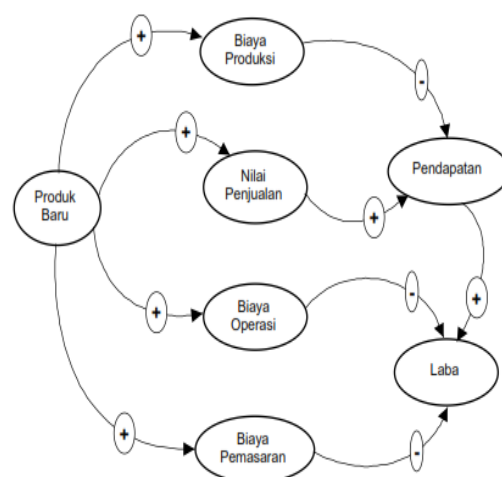 +
Biaya
Produksi
-
+
Nilai
Penjualan
Pendapatan
Produk
Baru
+
+
Biaya
Operasi
-
+
Laba
+
Biaya
Pemasaran
-